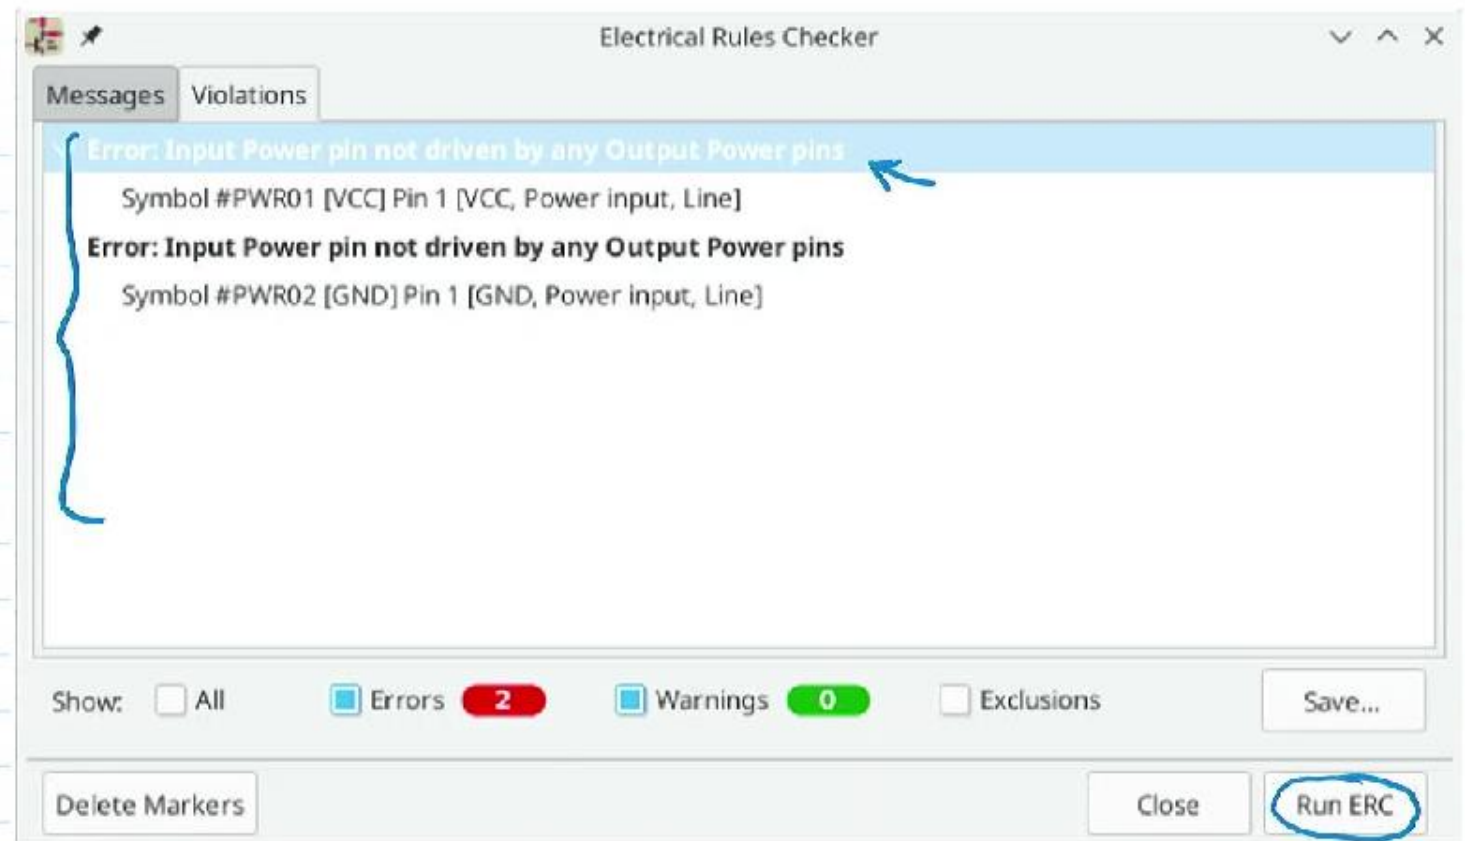 Electrical Rules Checker
Messages Violations
Error: Input Power pin not driven by any Output Power pins
Symbol #PWR01 [VCC] Pin 1 [VCC, Power input, Line]
Error: Input Power pin not driven by any Output Power pins
Symbol #PWR02 [GND] Pin 1 [GND, Power input, Line]
Show: All Errors 2 Warnings 0 Exclusions Save...
Delete Markers Close Run ERC